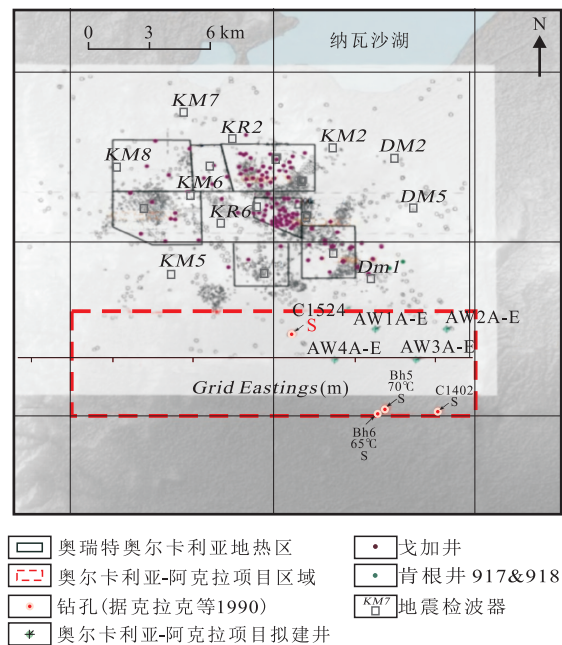 0 3 6 km
纳瓦沙湖
N
KM7
KR2
KM2
DM2
KM8
KM6
DM5
KR6
KM5
Dm1
C1524
S
AW1A-E
AW2A-E
AW4A-E
AW3A-E
Grid Eastings(m)
Bh5
70℃
S
C1402
S
Bh6
65℃
S
奥瑞特奥尔卡利亚地热区
戈加井
奥尔卡利亚-阿克拉项目区域
肯根井 917&918
钻孔(据克拉克等1990)
KM7
地震检波器
奥尔卡利亚-阿克拉项目拟建井